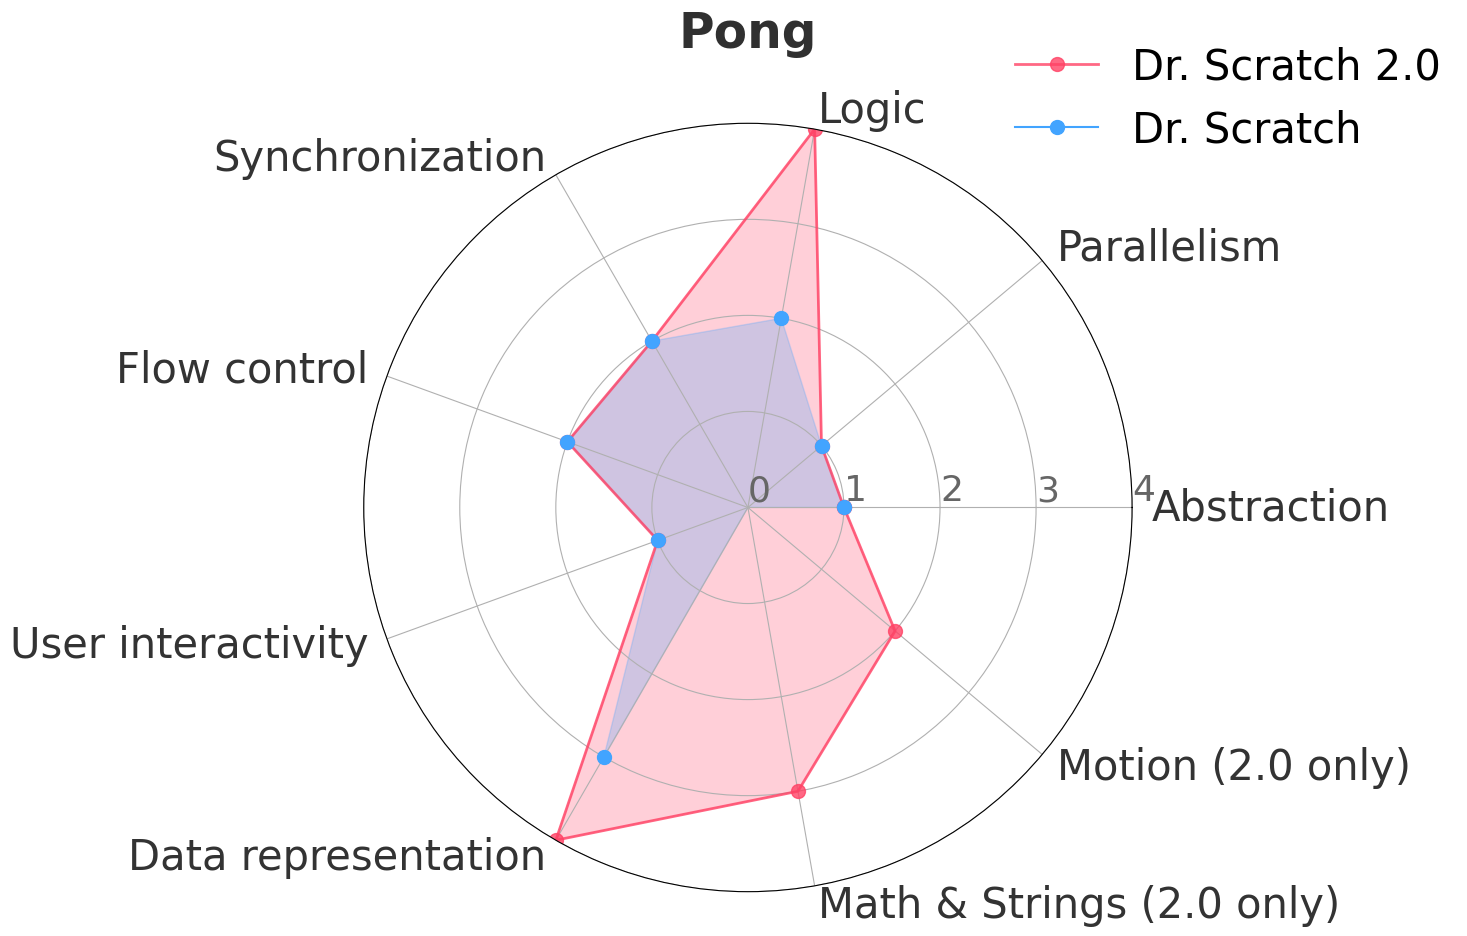 Pong
Dr. Scratch 2.0
Dr. Scratch
Logic
Synchronization
Parallelism
Flow control
0 1 2 3 4
Abstraction
User interactivity
Motion (2.0 only)
Data representation
Math & Strings (2.0 only)